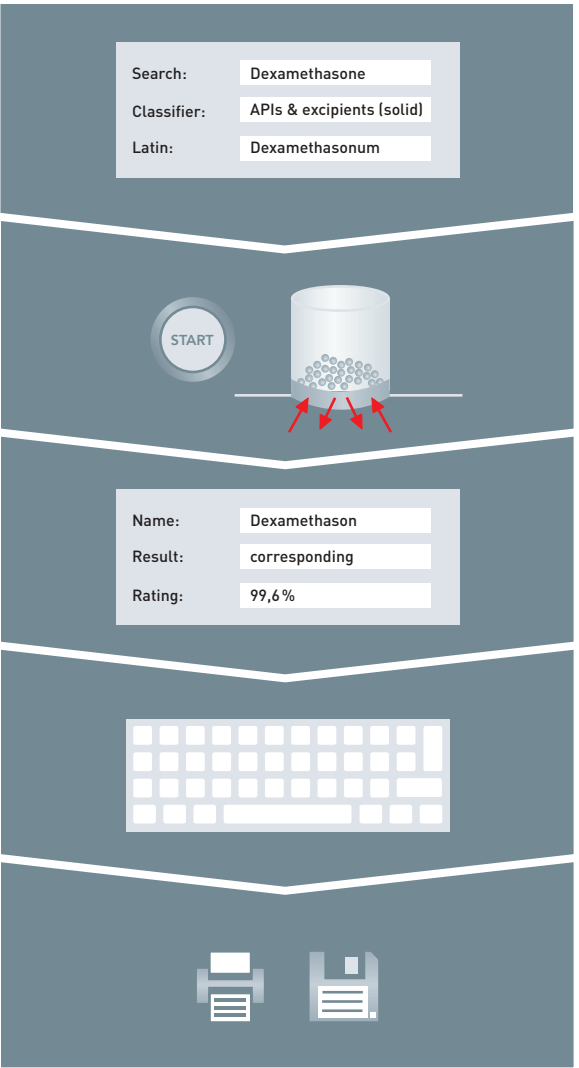 Search: Dexamethasone
Classifier: APIs & excipients (solid)
Latin: Dexamethasonum
START
Name: Dexamethason
Result: corresponding
Rating: 99,6 %